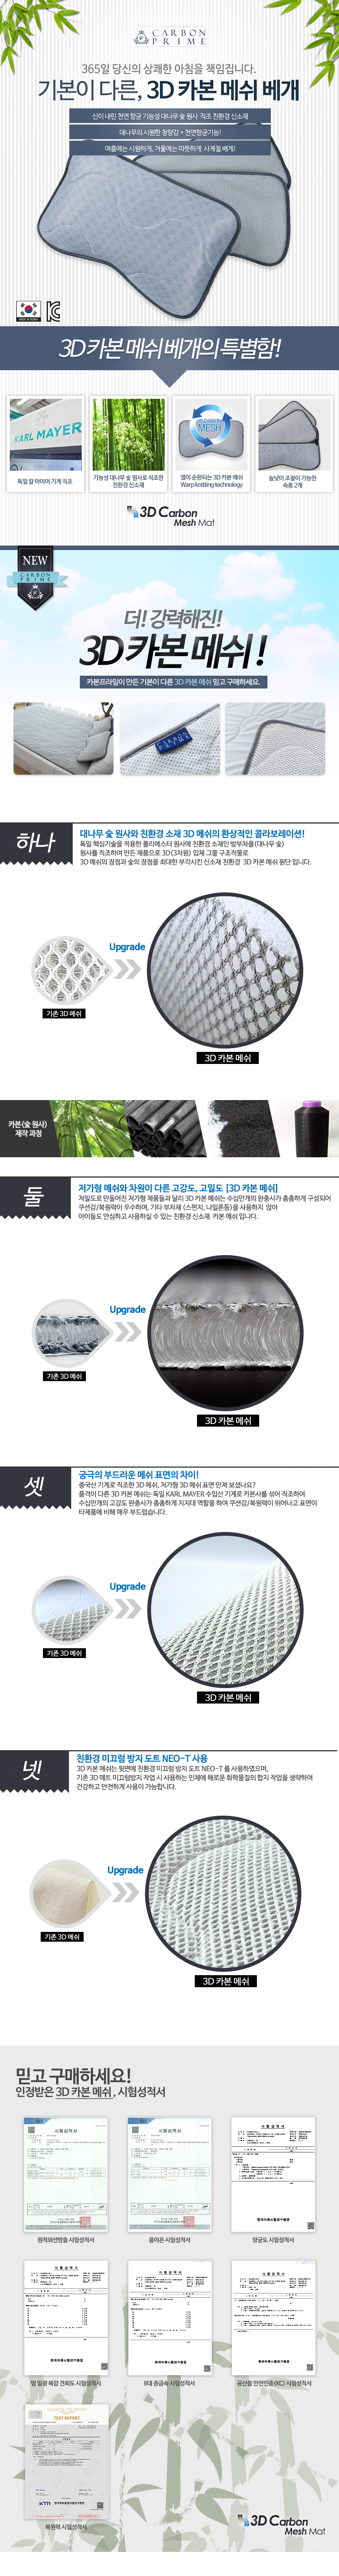 CARBON
PRIME
365일 당신의 상쾌한 아침을 책임집니다.
기본이 다른, 3D 카본 메쉬 베개
신이 내린 천연 항균 기능성 대나무 숯 원사 직조 친환경 신소재
대나무의 시원한 청량감 + 천연항균기능!
여름에는 시원하게, 겨울에는 따뜻하게 사계절 베개!
MADE IN KOREA
3D 카본 메쉬 베개의 특별함!
KARL MAYER
3D CARBON
MESH
독일 칼 마이어 기계 직조
기능성 대나무 숯 원사로 직조한
친환경 신소재
열이 순환되는 3D 카본 메쉬
Warp knitting technology
높낮이 조절이 가능한
속통 2개
3D Carbon
Mesh Mat
NEW
CARBON
PRIME
더! 강력해진!
3D 카본 메쉬 !
카본프라임이 만든 기본이 다른 3D 카본 메쉬 믿고 구매하세요.
하나
대나무 숯 원사와 친환경 소재 3D 메쉬의 환상적인 콜라보레이션!
독일 핵심기술을 적용한 폴리에스터 원사에 친환경 소재인 밤부차콜(대나무 숯)
원사를 직조하여 만든 제품으로 3D(3차원) 입체 그물 구조직물로
3D 메쉬의 장점과 숯의 장점을 최대한 부각시킨 신소재 친환경 3D 카본 메쉬 원단 입니다.
Upgrade
기존 3D 메쉬
3D 카본 메쉬
카본(숯 원사)
제작 과정
둘
저가형 메쉬와 차원이 다른 고강도, 고밀도 [3D 카본 메쉬]
저밀도로 만들어진 저가형 제품들과 달리 3D 카본 메쉬는 수십만개의 완충사가 촘촘하게 구성되어
쿠션감/복원력이 우수하며, 기타 부자재 (스펀지, 나일론등)을 사용하지 않아
아이들도 안심하고 사용하실 수 있는 친환경 신소재 카본 메쉬 입니다.
Upgrade
기존 3D 메쉬
3D 카본 메쉬
셋
궁극의 부드러운 메쉬 표면의 차이!
중국산 기계로 직조한 3D 메쉬, 저가형 3D 메쉬 표면 만져 보셨나요?
품격이 다른 3D 카본 메쉬는 독일 KARL MAYER 수입산 기계로 카본사를 섞어 직조하여
수십만개의 고강도 완충사가 촘촘하게 지지대 역할을 하여 쿠션감/복원력이 뛰어나고 표면이
타제품에 비해 매우 부드럽습니다.
Upgrade
기존 3D 메쉬
3D 카본 메쉬
넷
친환경 미끄럼 방지 도트 NEO-T 사용
3D 카본 메쉬는 뒷면에 친환경 미끄럼 방지 도트 NEO-T 를 사용하였으며,
기존 3D 매트 미끄럼방지 작업 시 사용하는 인체에 해로운 화학물질의 합지 작업을 생략하여
건강하고 안전하게 사용이 가능합니다.
Upgrade
기존 3D 메쉬
3D 카본 메쉬
믿고 구매하세요!
인정받은 3D 카본 메쉬 , 시험성적서
시험성적서
시험성적서
시험성적서
원적외선방출 시험성적서
음이온 시험성적서
항균도 시험성적서
시험성적서
시험성적서
시험성적서
땀 일광 복합 견뢰도 시험성적서
8대 중금속 시험성적서
공산품 안전인증(KC) 시험성적서
TEST REPORT
KTR
복원력 시험성적서
3D Carbon
Mesh Mat